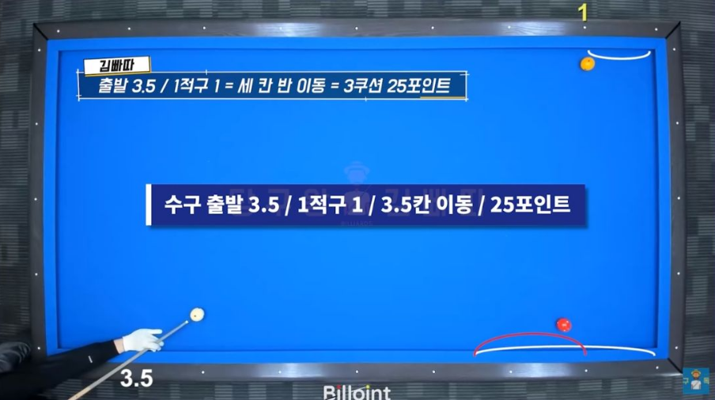 1
김빠따
출발 3.5 / 1적구 1 = 세 칸 반 이동 = 3쿠션 25포인트
수구 출발 3.5 / 1적구 1 / 3.5칸 이동 / 25포인트
3.5
Billoint